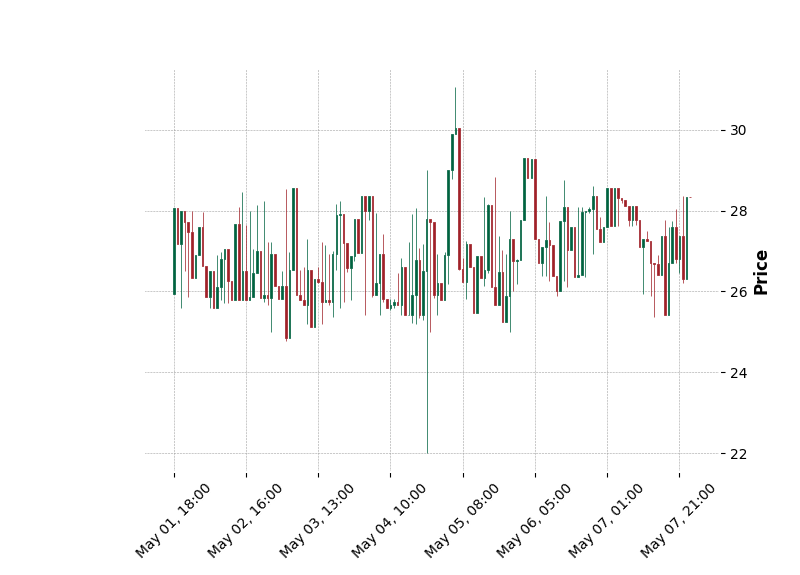 30
28
26
24
22
Price
May 01, 18:00
May 02, 16:00
May 03, 13:00
May 04, 10:00
May 05, 08:00
May 06, 05:00
May 07, 01:00
May 07, 21:00